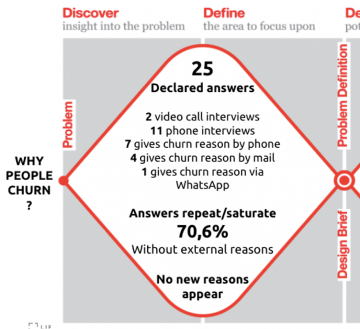 Discover
insight into the problem
Define
the area to focus upon
De
pot
Problem
Problem Definition
Design Brief
WHY
PEOPLE
CHURN
?
25
Declared answers
2 video call interviews
11 phone interviews
7 gives churn reason by phone
4 gives churn reason by mail
1 gives churn reason via
WhatsApp
Answers repeat/saturate
70,6%
Without external reasons
No new reasons
appear